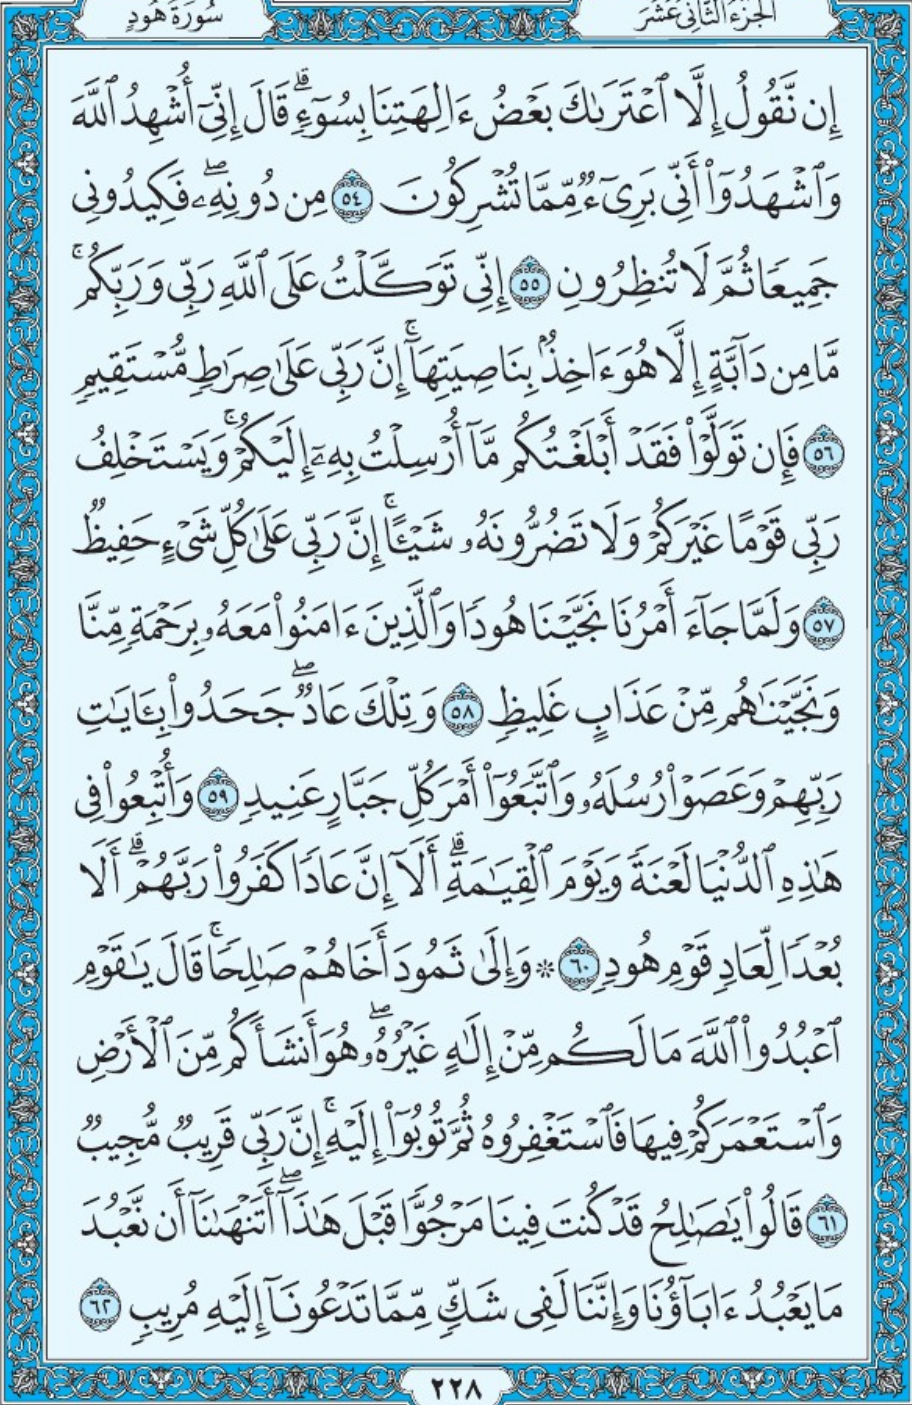 الجزء الثاني عشر
سورة هود
إِن نَّقُولُ إِلَّا ٱعْتَرَىٰكَ بَعْضُ ءَالِهَتِنَا بِسُوٓءٍۗ قَالَ إِنِّىٓ أُشْهِدُ ٱللَّهَ
وَٱشْهَدُوٓا۟ أَنِّى بَرِىٓءٌ مِّمَّا تُشْرِكُونَ ٥٤ مِن دُونِهِۦۖ فَكِيدُونِى
جَمِيعًا ثُمَّ لَا تُنظِرُونِ ٥٥ إِنِّى تَوَكَّلْتُ عَلَى ٱللَّهِ رَبِّى وَرَبِّكُمۚ
مَّا مِن دَآبَّةٍ إِلَّا هُوَ ءَاخِذٌۢ بِنَاصِيَتِهَآۚ إِنَّ رَبِّى عَلَىٰ صِرَٰطٍ مُّسْتَقِيمٍ
٥٦ فَإِن تَوَلَّوْا۟ فَقَدْ أَبْلَغْتُكُم مَّآ أُرْسِلْتُ بِهِۦٓ إِلَيْكُمْۚ وَيَسْتَخْلِفُ
رَبِّى قَوْمًا غَيْرَكُمْ وَلَا تَضُرُّونَهُۥ شَيْـًٔاۚ إِنَّ رَبِّى عَلَىٰ كُلِّ شَىْءٍ حَفِيظٌ
٥٧ وَلَمَّا جَآءَ أَمْرُنَا نَجَّيْنَا هُودًا وَٱلَّذِينَ ءَامَنُوا۟ مَعَهُۥ بِرَحْمَةٍ مِّنَّا
وَنَجَّيْنَٰهُم مِّنْ عَذَابٍ غَلِيظٍ ٥٨ وَتِلْكَ عَادٌۖ جَحَدُوا۟ بِـَٔايَٰتِ
رَبِّهِمْ وَعَصَوْا۟ رُسُلَهُۥ وَٱتَّبَعُوٓا۟ أَمْرَ كُلِّ جَبَّارٍ عَنِيدٍ ٥٩ وَأُتْبِعُوا۟ فِى
هَٰذِهِ ٱلدُّنْيَا لَعْنَةً وَيَوْمَ ٱلْقِيَٰمَةِۗ أَلَآ إِنَّ عَادًا كَفَرُوا۟ رَبَّهُمْۗ أَلَا
بُعْدًا لِّعَادٍ قَوْمِ هُودٍ ٦٠ ۞ وَإِلَىٰ ثَمُودَ أَخَاهُمْ صَٰلِحًاۚ قَالَ يَٰقَوْمِ
ٱعْبُدُوا۟ ٱللَّهَ مَا لَكُم مِّنْ إِلَٰهٍ غَيْرُهُۥۖ هُوَ أَنشَأَكُم مِّنَ ٱلْأَرْضِ
وَٱسْتَعْمَرَكُمْ فِيهَا فَٱسْتَغْفِرُوهُ ثُمَّ تُوبُوٓا۟ إِلَيْهِۚ إِنَّ رَبِّى قَرِيبٌ مُّجِيبٌ
٦١ قَالُوا۟ يَٰصَٰلِحُ قَدْ كُنتَ فِينَا مَرْجُوًّا قَبْلَ هَٰذَآۖ أَتَنْهَىٰنَآ أَن نَّعْبُدَ
مَا يَعْبُدُ ءَابَآؤُنَا وَإِنَّنَا لَفِى شَكٍّ مِّمَّا تَدْعُونَآ إِلَيْهِ مُرِيبٍ ٦٢
٢٢٨